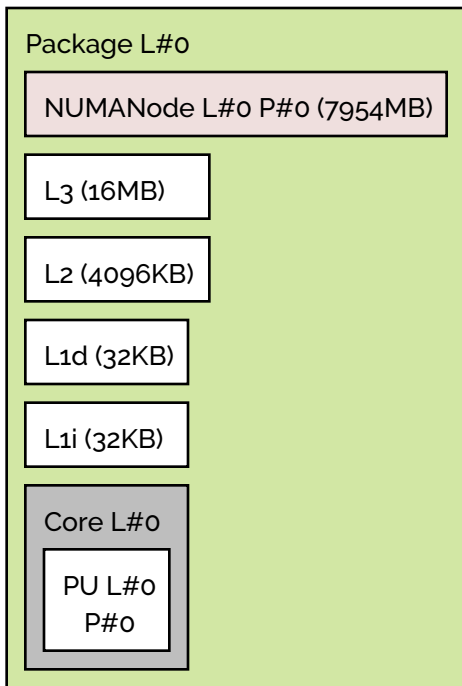 Package L#0
NUMANode L#0 P#0 (7954MB)
L3 (16MB)
L2 (4096KB)
L1d (32KB)
L1i (32KB)
Core L#0
PU L#0
P#0